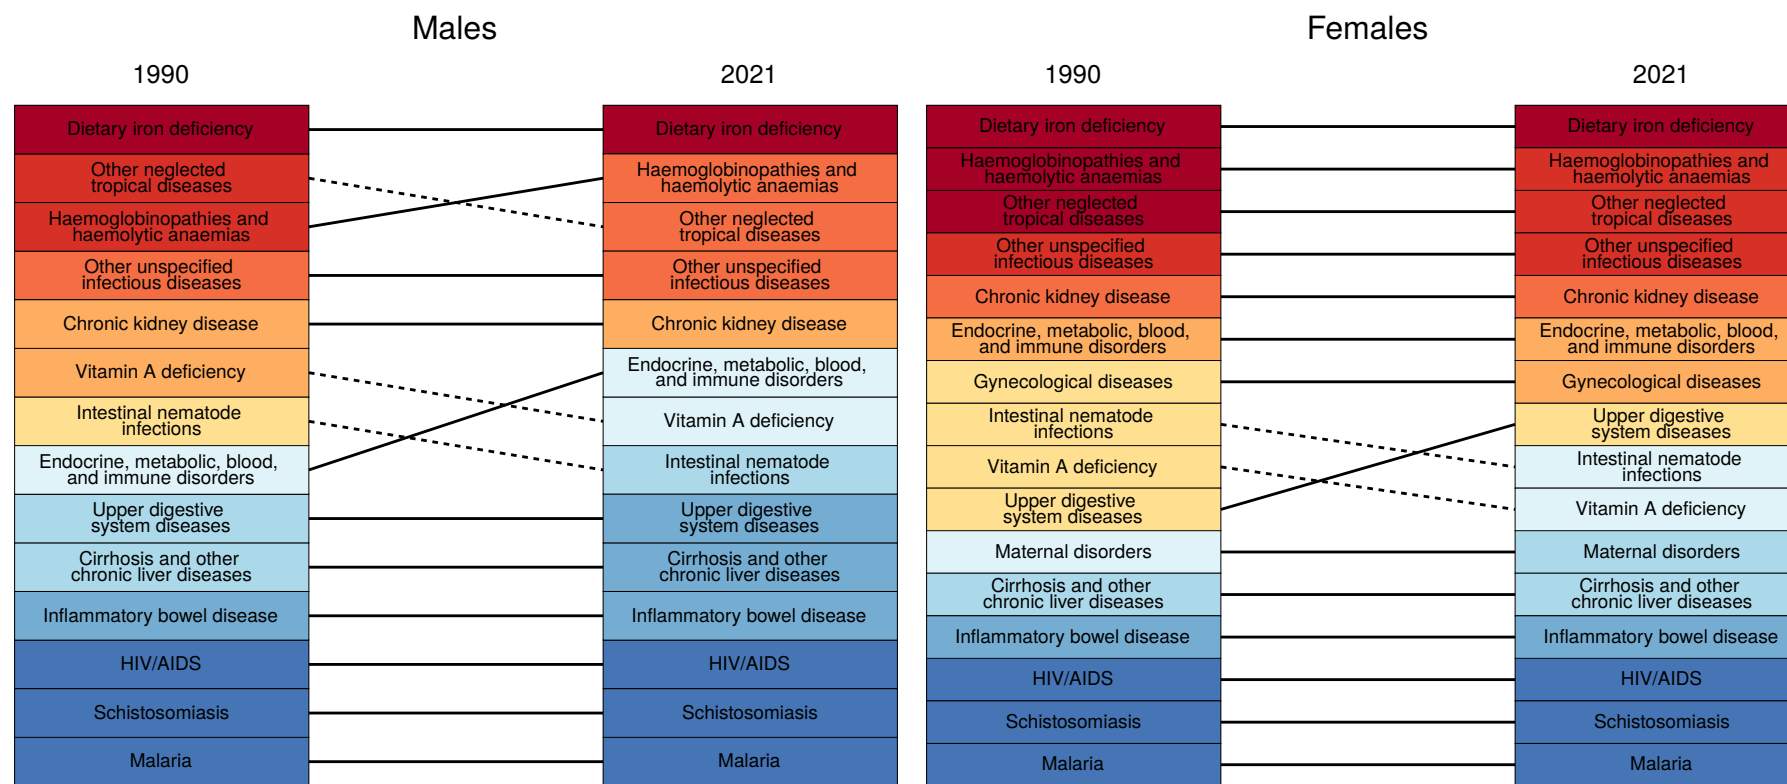 Males
1990
2021
Dietary iron deficiency
Other neglected
tropical diseases
Haemoglobinopathies and
haemolytic anaemias
Other unspecified
infectious diseases
Chronic kidney disease
Vitamin A deficiency
Intestinal nematode
infections
Endocrine, metabolic, blood,
and immune disorders
Upper digestive
system diseases
Cirrhosis and other
chronic liver diseases
Inflammatory bowel disease
HIV/AIDS
Schistosomiasis
Malaria
Dietary iron deficiency
Haemoglobinopathies and
haemolytic anaemias
Other neglected
tropical diseases
Other unspecified
infectious diseases
Chronic kidney disease
Endocrine, metabolic, blood,
and immune disorders
Vitamin A deficiency
Intestinal nematode
infections
Upper digestive
system diseases
Cirrhosis and other
chronic liver diseases
Inflammatory bowel disease
HIV/AIDS
Schistosomiasis
Malaria
Females
1990
2021
Dietary iron deficiency
Haemoglobinopathies and
haemolytic anaemias
Other neglected
tropical diseases
Other unspecified
infectious diseases
Chronic kidney disease
Endocrine, metabolic, blood,
and immune disorders
Gynecological diseases
Intestinal nematode
infections
Vitamin A deficiency
Upper digestive
system diseases
Maternal disorders
Cirrhosis and other
chronic liver diseases
Inflammatory bowel disease
HIV/AIDS
Schistosomiasis
Malaria
Dietary iron deficiency
Haemoglobinopathies and
haemolytic anaemias
Other neglected
tropical diseases
Other unspecified
infectious diseases
Chronic kidney disease
Endocrine, metabolic, blood,
and immune disorders
Gynecological diseases
Upper digestive
system diseases
Intestinal nematode
infections
Vitamin A deficiency
Maternal disorders
Cirrhosis and other
chronic liver diseases
Inflammatory bowel disease
HIV/AIDS
Schistosomiasis
Malaria